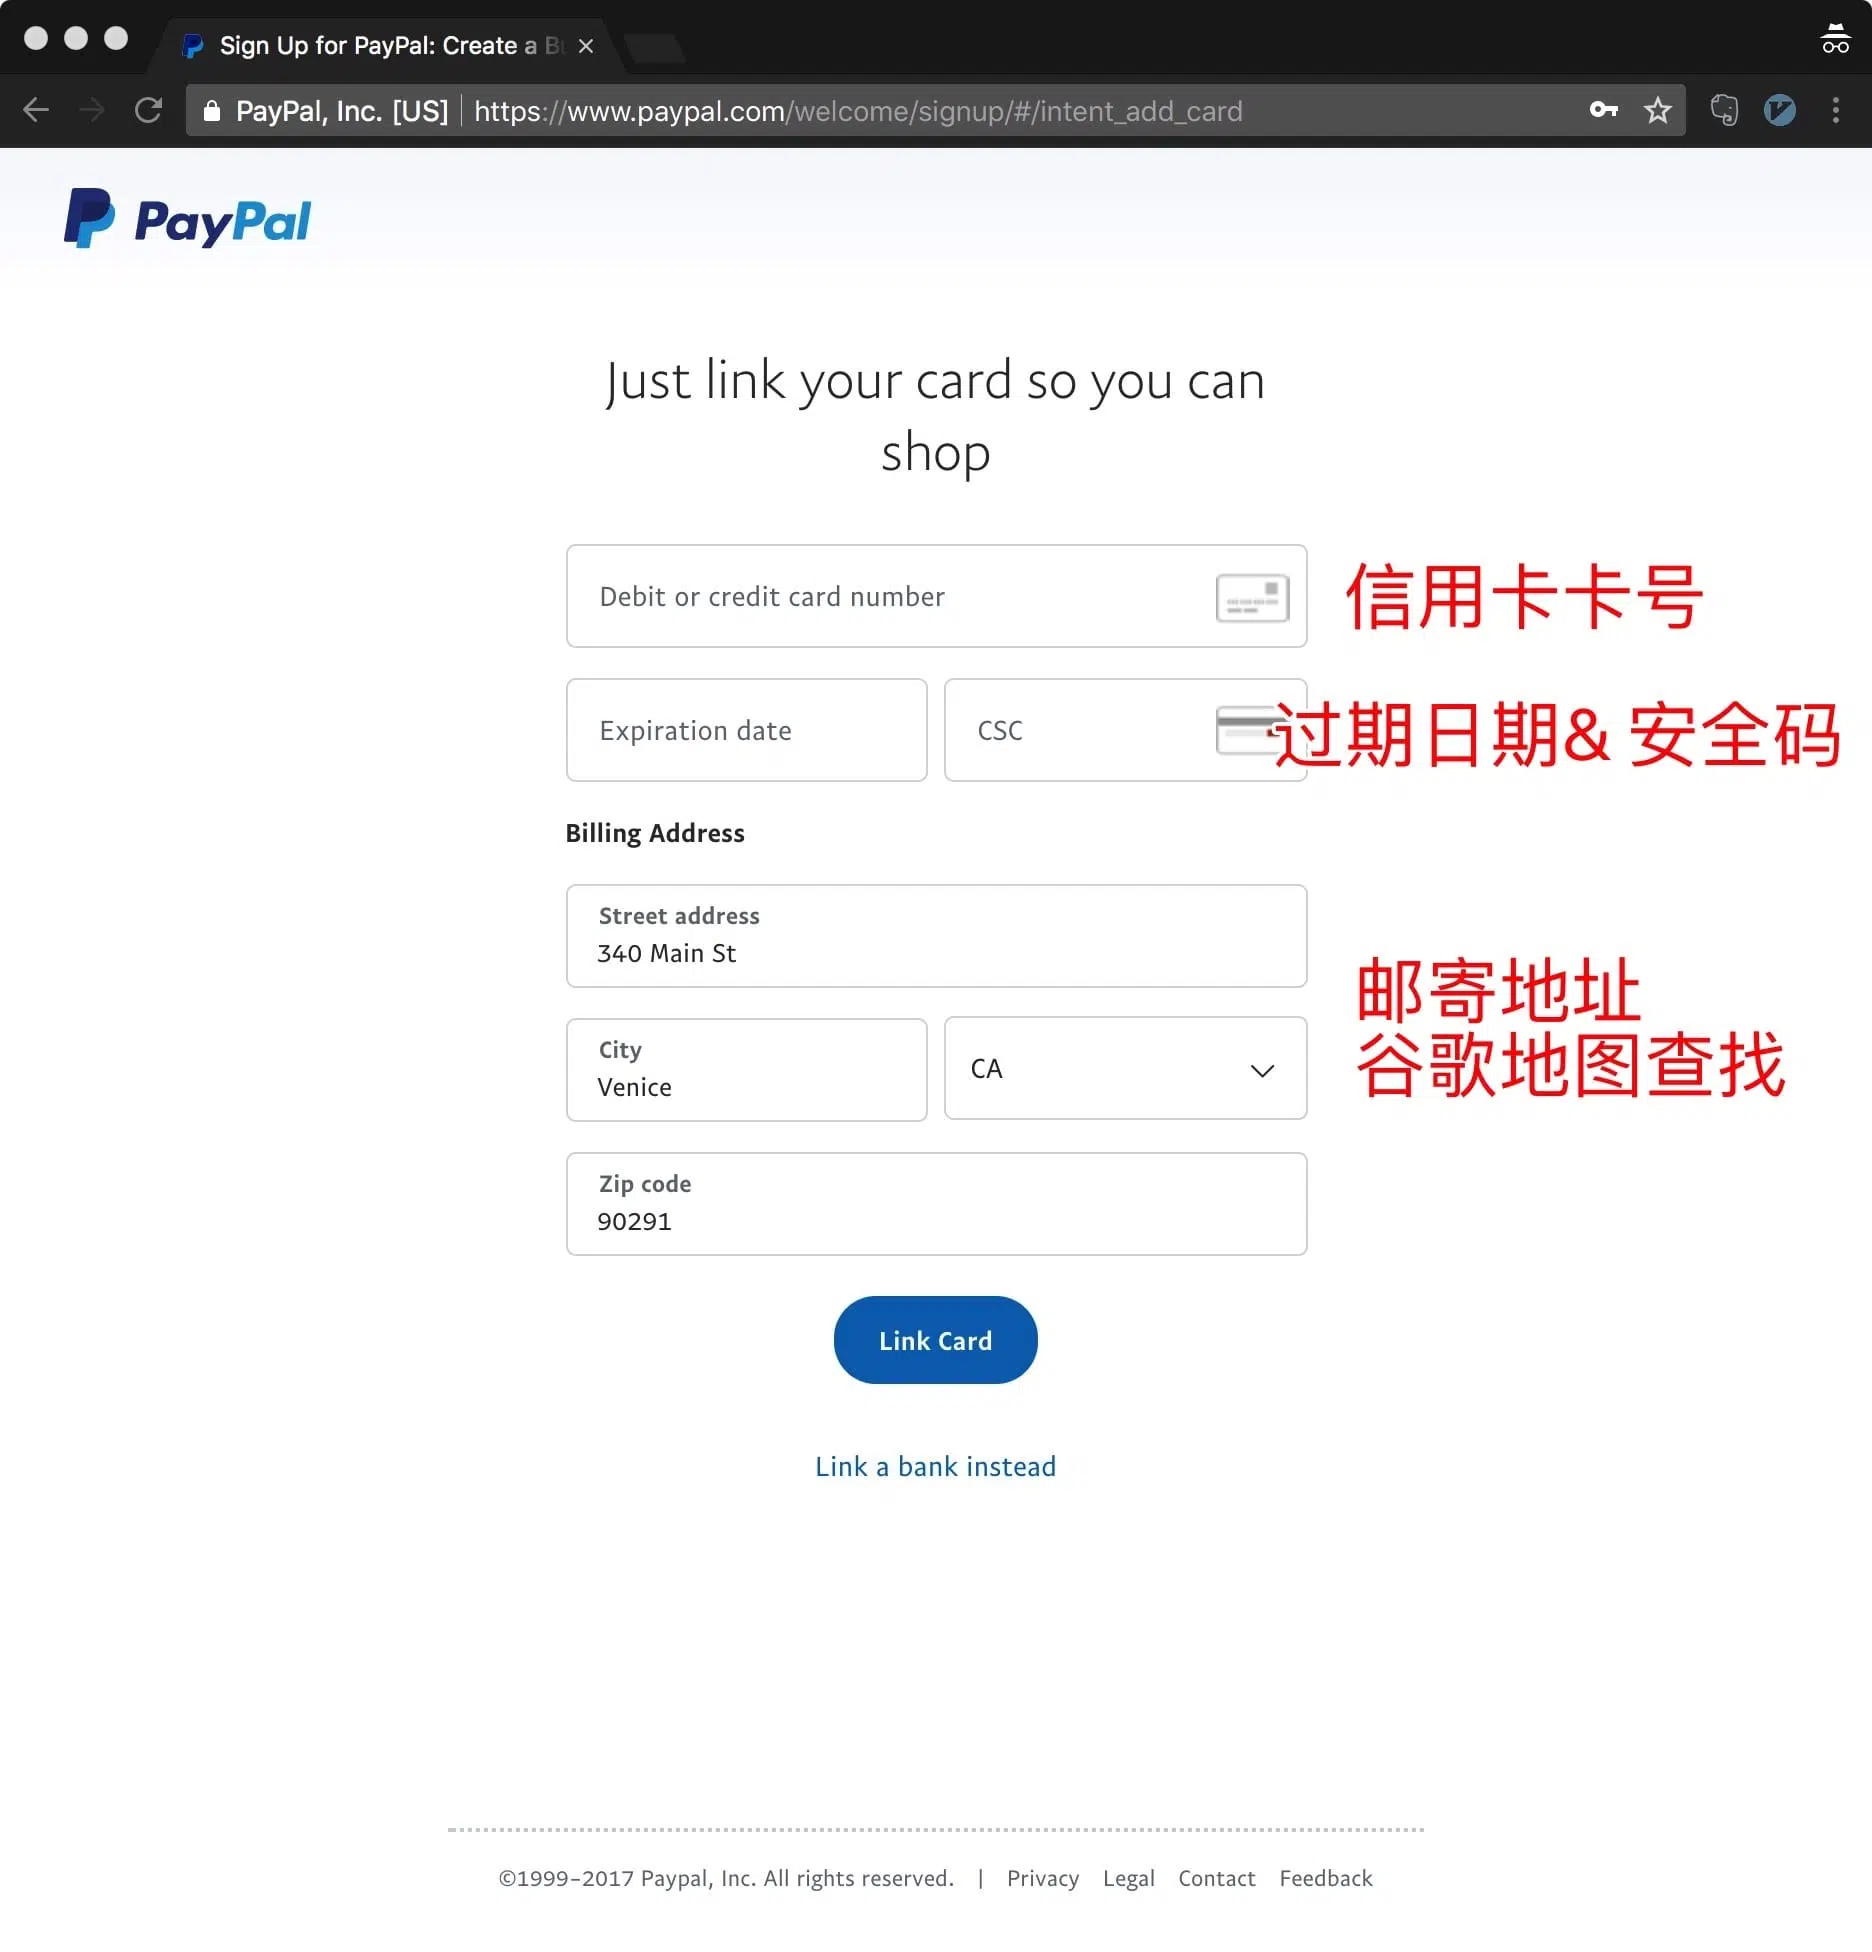 Sign Up for PayPal: Create a Bu
PayPal, Inc. [US] https://www.paypal.com/welcome/signup/#/intent_add_card
PayPal
Just link your card so you can
shop
Debit or credit card number
信用卡卡号
Expiration date
CSC
过期日期& 安全码
Billing Address
Street address
340 Main St
邮寄地址
谷歌地图查找
City
Venice
CA
Zip code
90291
Link Card
Link a bank instead
©1999-2017 Paypal, Inc. All rights reserved. | Privacy Legal Contact Feedback